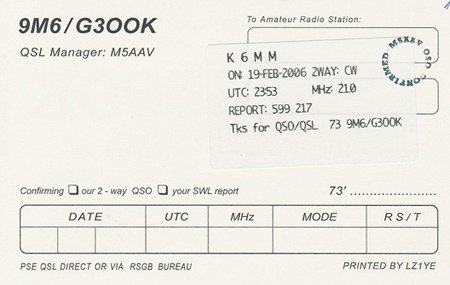 9M6/G3OOK
QSL Manager: M5AAV
To Amateur Radio Station:
K6MM
ON: 19-FEB-2006 2WAY: CW
UTC: 2353 MHz: 21.0
REPORT: 599 217
Tks for QSO/QSL 73 9M6/G3OOK
M5AAV QSO CONFIRMED
Confirming our 2 - way QSO your SWL report 73' .....................
DATE UTC MHz MODE R S / T
PSE QSL DIRECT OR VIA RSGB BUREAU PRINTED BY LZ1YE